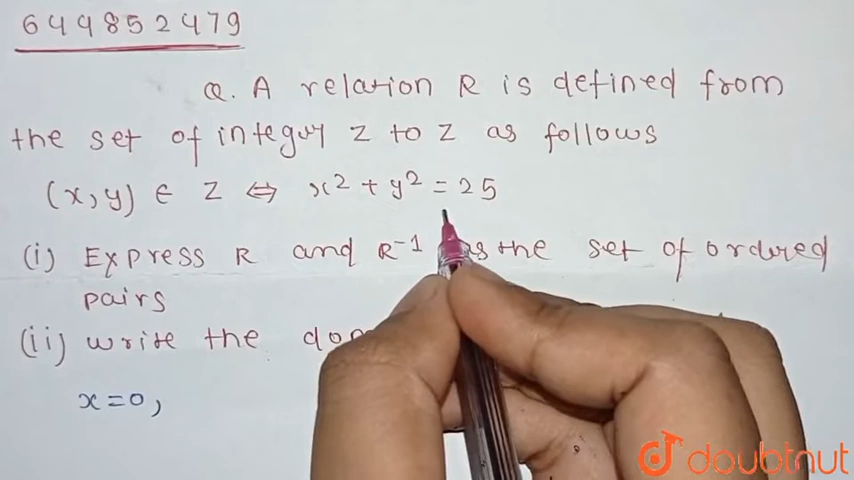 6449852479
Q. A relation R is defined from
the set of integer Z to Z as follows
(x,y) ∈ Z ⇔ x² + y² = 25
(i) Express R and R⁻¹ as the set of ordered
pairs
(ii) write the
x=0,
doubtnut